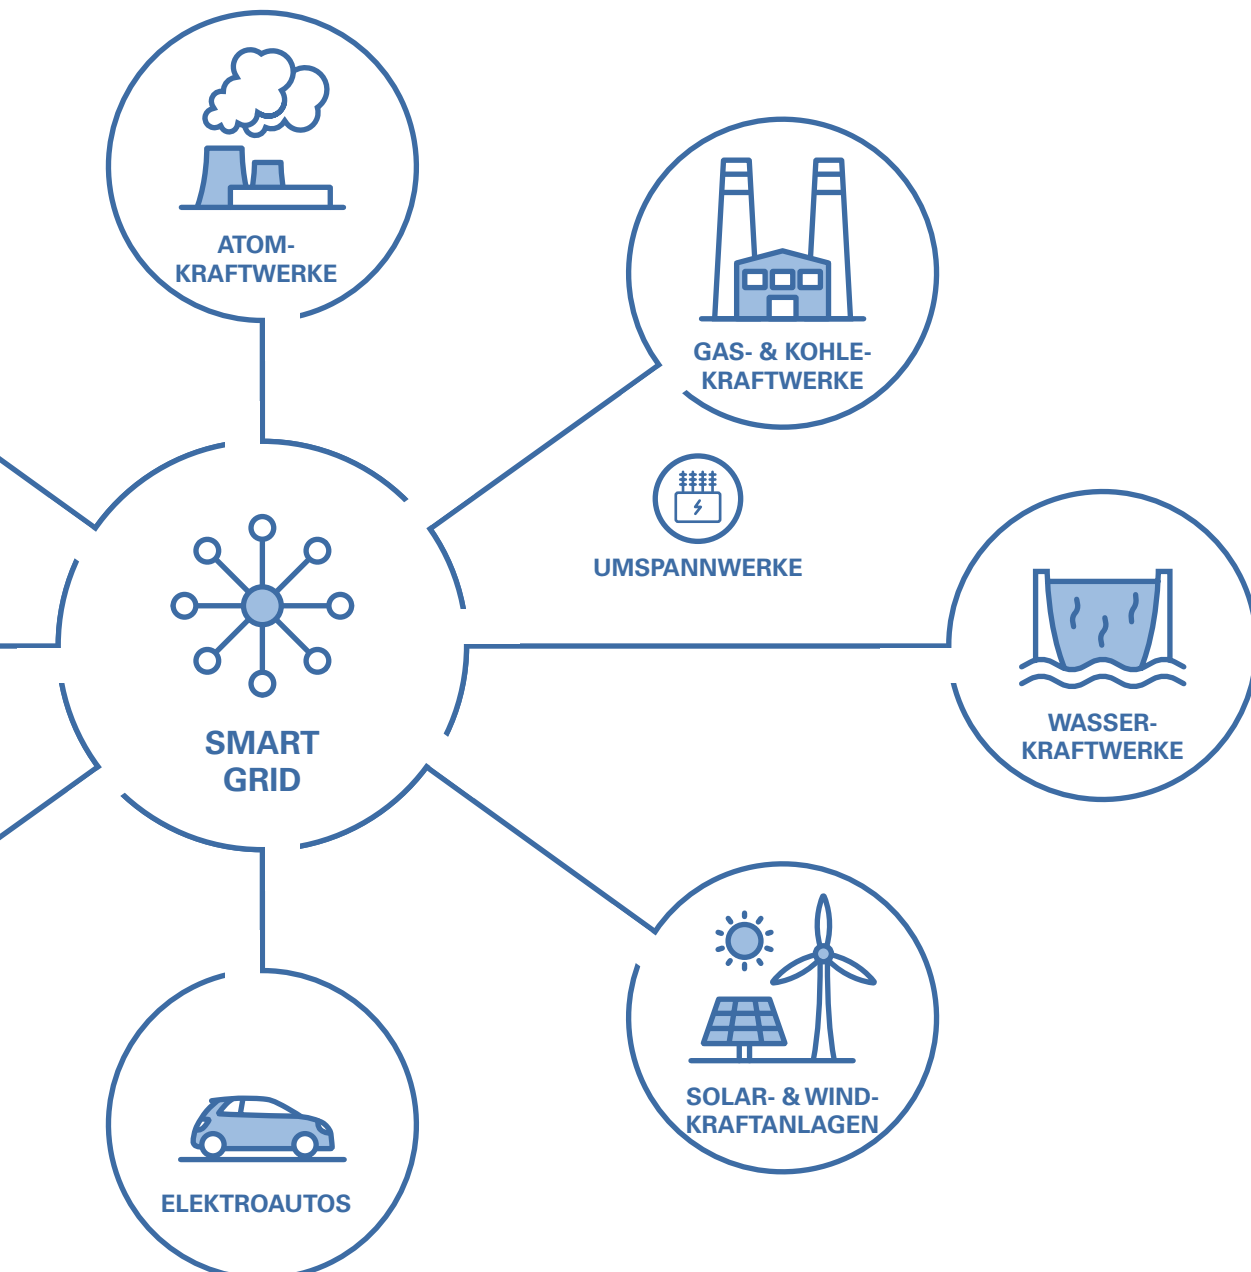 ATOM-
KRAFTWERKE
GAS- & KOHLE-
KRAFTWERKE
UMSPANNWERKE
SMART
GRID
WASSER-
KRAFTWERKE
SOLAR- & WIND-
KRAFTANLAGEN
ELEKTROAUTOS